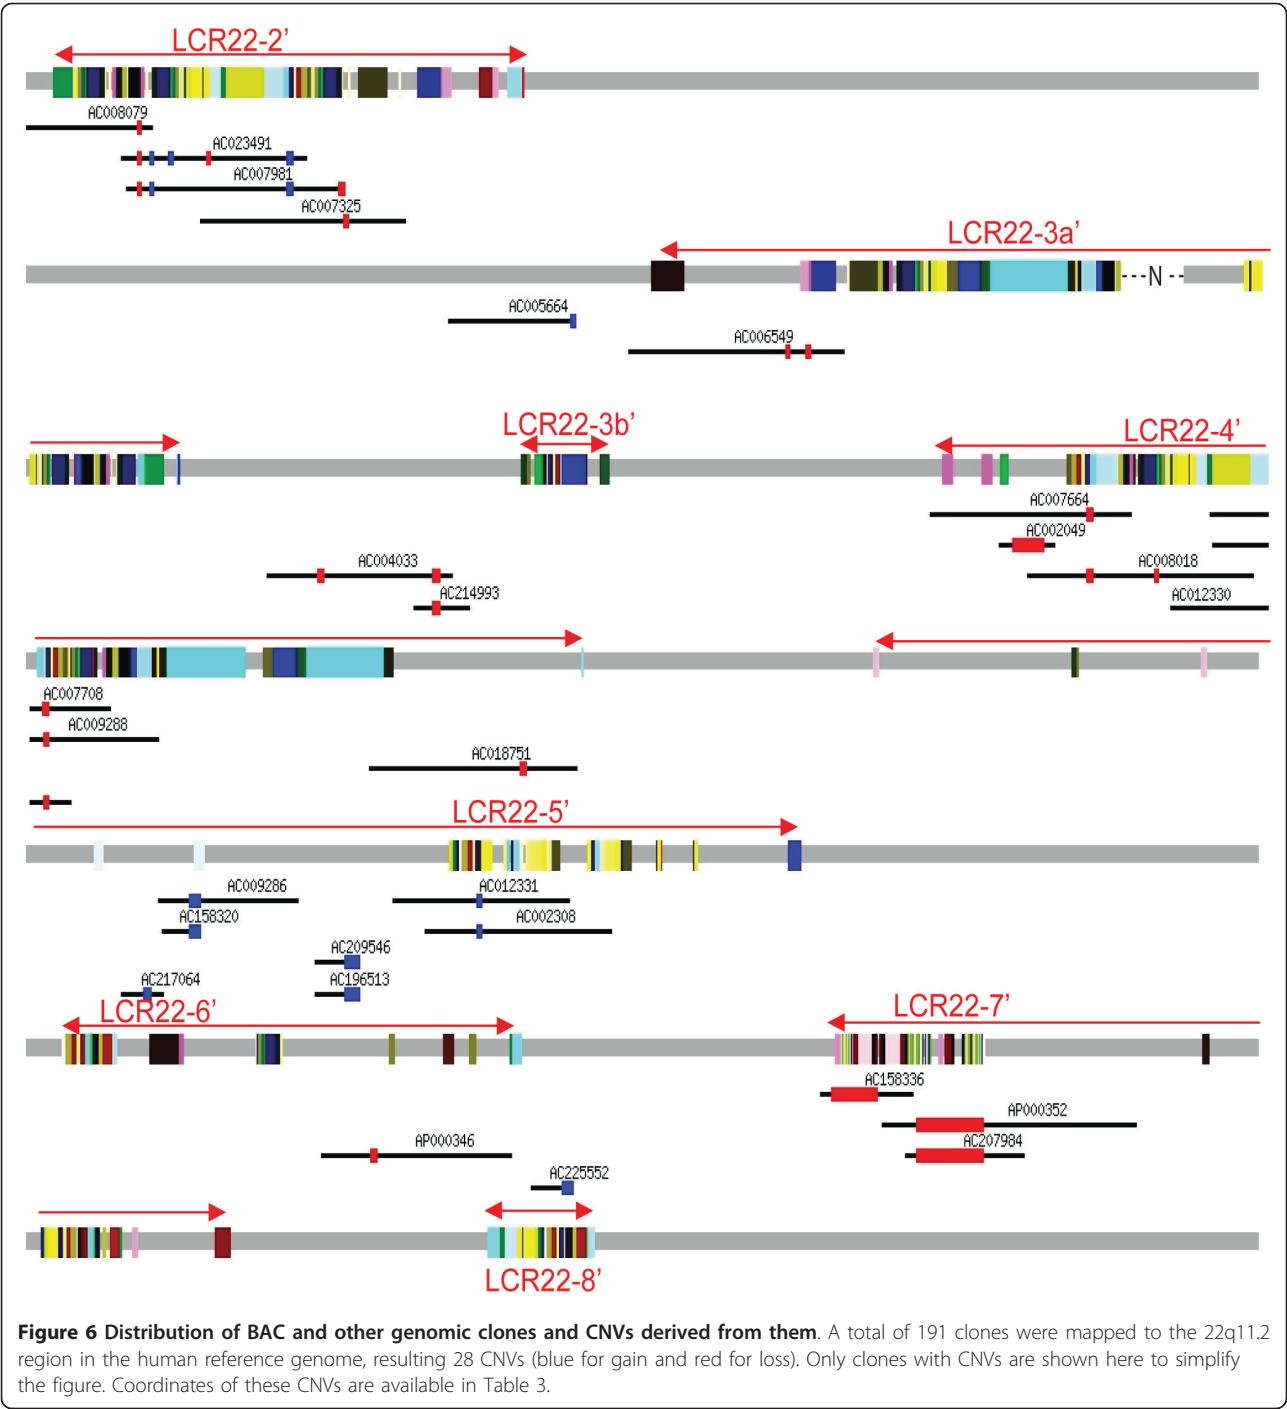 LCR22-2’
AC008079
AC023491
AC007981
AC007325
LCR22-3a’
---N--
AC005664
AC006549
LCR22-3b’
LCR22-4’
AC007664
AC002049
AC004033
AC008018
AC214993
AC012330
AC007708
AC009288
AC018751
LCR22-5’
AC009286
AC012331
AC158320
AC002308
AC209546
AC217064
AC196513
LCR22-6’
LCR22-7’
AC158336
AP000352
AP000346
AC207984
AC225552
LCR22-8’
Figure 6 Distribution of BAC and other genomic clones and CNVs derived from them. A total of 191 clones were mapped to the 22q11.2
region in the human reference genome, resulting 28 CNVs (blue for gain and red for loss). Only clones with CNVs are shown here to simplify
the figure. Coordinates of these CNVs are available in Table 3.